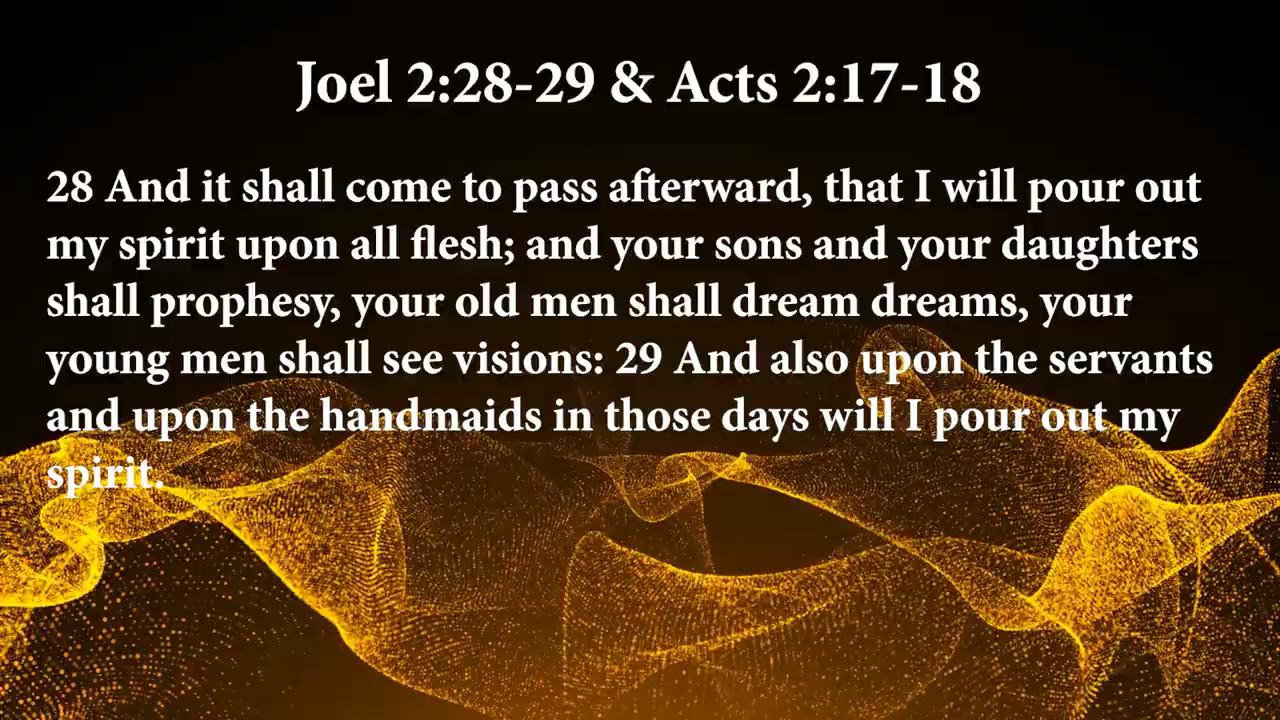 Joel 2:28-29 & Acts 2:17-18
28 And it shall come to pass afterward, that I will pour out
my spirit upon all flesh; and your sons and your daughters
shall prophesy, your old men shall dream dreams, your
young men shall see visions: 29 And also upon the servants
and upon the handmaids in those days will I pour out my
spirit.